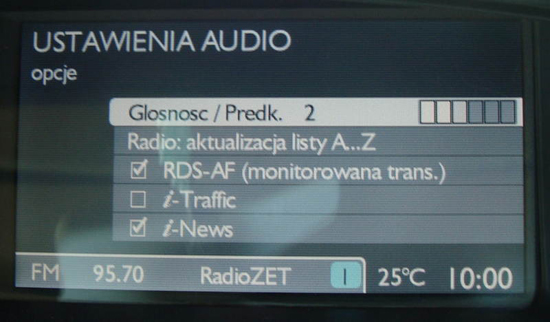 USTAWIENIA AUDIO
opcje
Glosnosc / Predk. 2
Radio: aktualizacja listy A...Z
RDS-AF (monitorowana trans.)
i-Traffic
i-News
FM 95.70 RadioZET 1 25°C 10:00